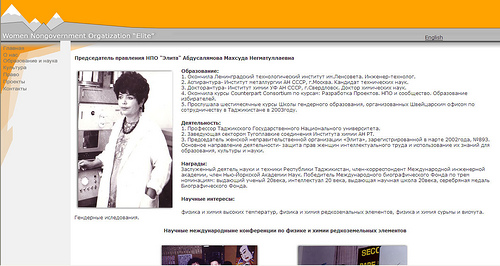 Women Nongovernment Orgatization "Elite"
English
Главная
О нас
Образование и наука
Культура
Право
Проекты
Контакты
Председатель правления НПО "Элита" Абдусалямова Максуда Негматуллаевна
Образование:
1. Окончила Ленинградский технологический институт им.Ленсовета. Инженер-технолог.
2. Аспирантура- Институт металлургии АН СССР, г.Москва. Кандидат технических наук.
3. Докторантура- Институт химии УФ АН СССР, г.Свердловск. Доктор химических наук.
4. Окончила курсы Counterpart Consortium по курсам: Разработка Проектов. НПО и сообщество. Образование
избирателей.
5. Прослушала шестимесячные курсы Школы гендерного образования, организованных Швейцарским офисом по
сотрудничеству в Таджикистане в 2003году.
Деятельность:
1. Профессор Таджикского Государственного Национального университета.
2. Заведующая сектором Тугоплавкие соединения Института химии АН РТ.
3. Председатель женской неправительственной организации «Элита», зарегистрированной в марте 2002года, №893.
Основное направление деятельности- защита прав женщин интеллектуального труда и использование их знаний для
образования, культуры и науки.
Награды:
Заслуженный деятель науки и техники Республики Таджикистан, член-корреспондент международной инженерной
академии, член Нью-Йоркской Академии Наук. Победитель Международного биографического Фонда по трем
номинациям: выдающий ученый 20века, интеллектуал 20 века, выдающая научная школа 20века, серебряная медаль
Биографического Фонда.
Научные интересы:
физика и химия высоких температур, физика и химия редкоземельных элементов, физика и химия сурьмы и висмута.
Гендерные иследования.
Научные международныме конференции по физике и химии редкоземельных элементов
SECO